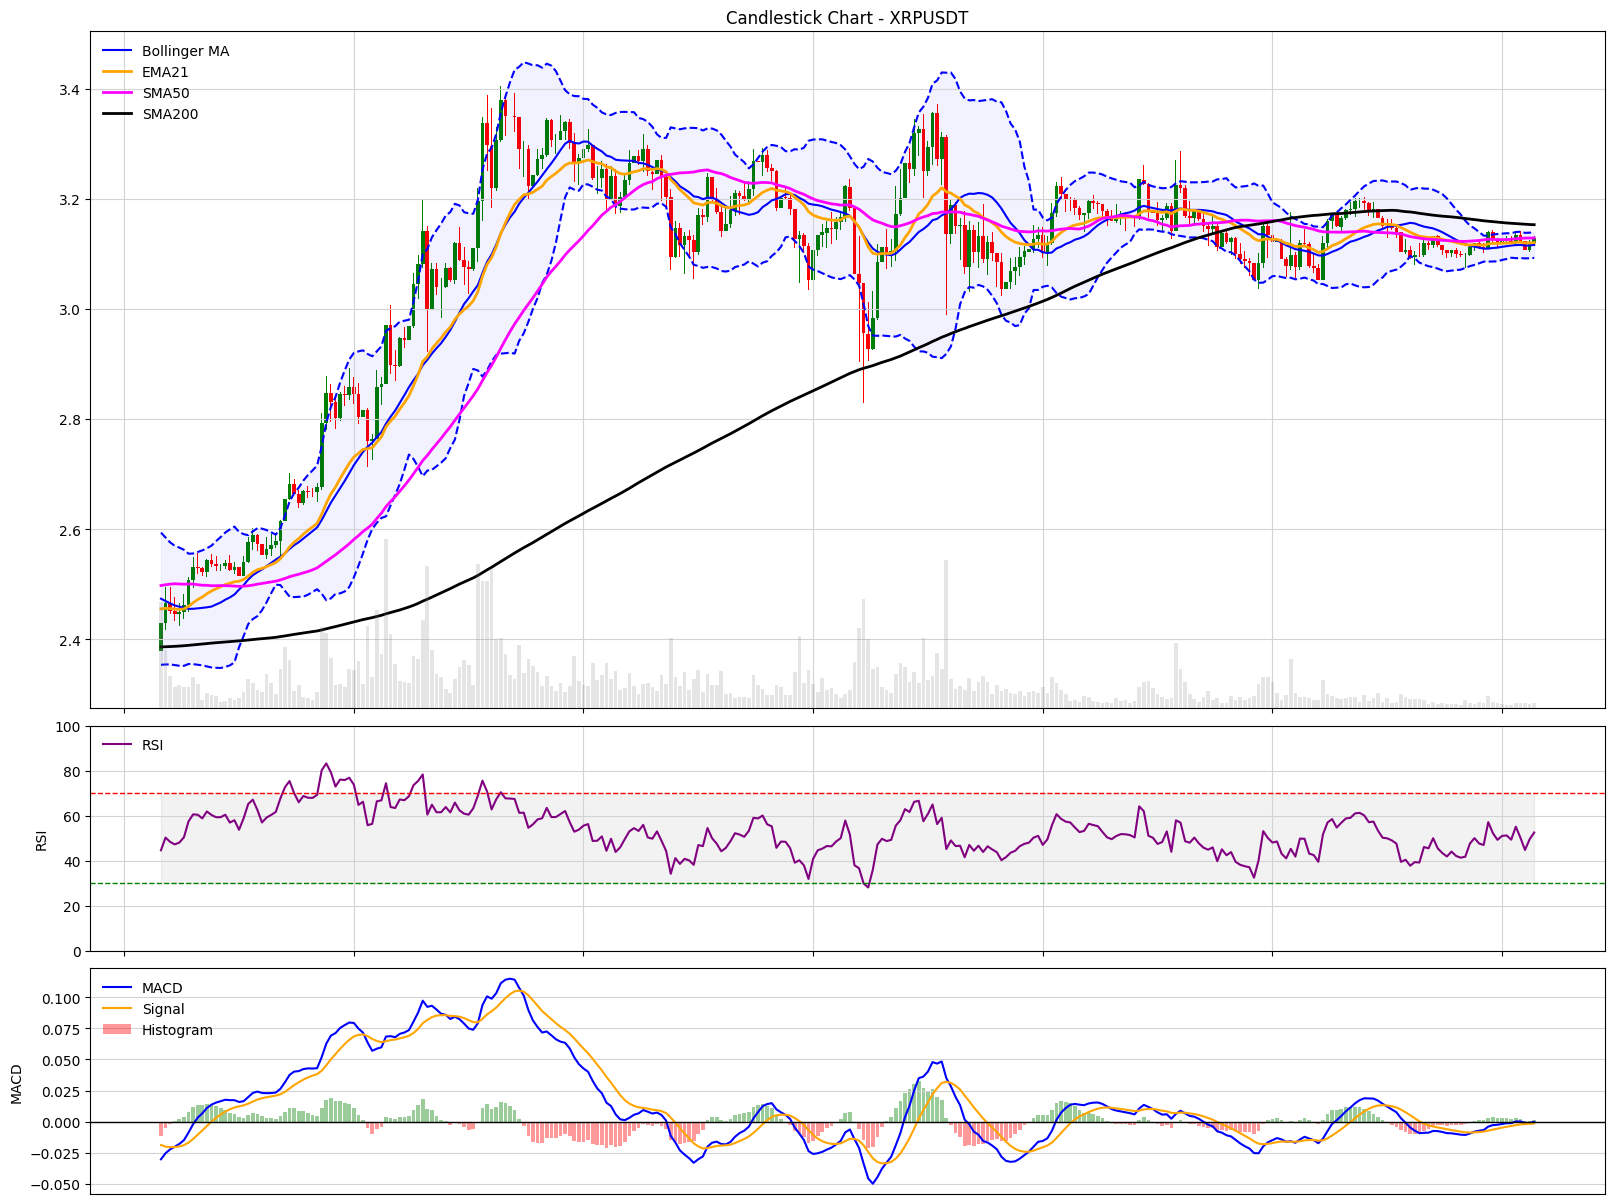 Candlestick Chart - XRPUSDT
Bollinger MA
EMA21
SMA50
SMA200
3.4
3.2
3.0
2.8
2.6
2.4
RSI
RSI
100
80
60
40
20
0
MACD
Signal
Histogram
MACD
0.100
0.075
0.050
0.025
0.000
−0.025
−0.050